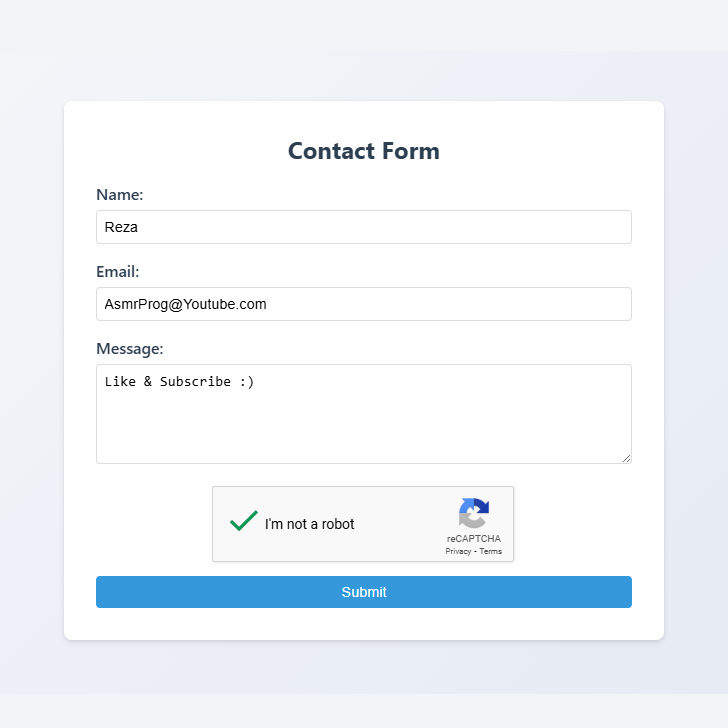 Contact Form
Name:
Reza
Email:
AsmrProg@Youtube.com
Message:
Like & Subscribe :)
I'm not a robot
reCAPTCHA
Privacy - Terms
Submit